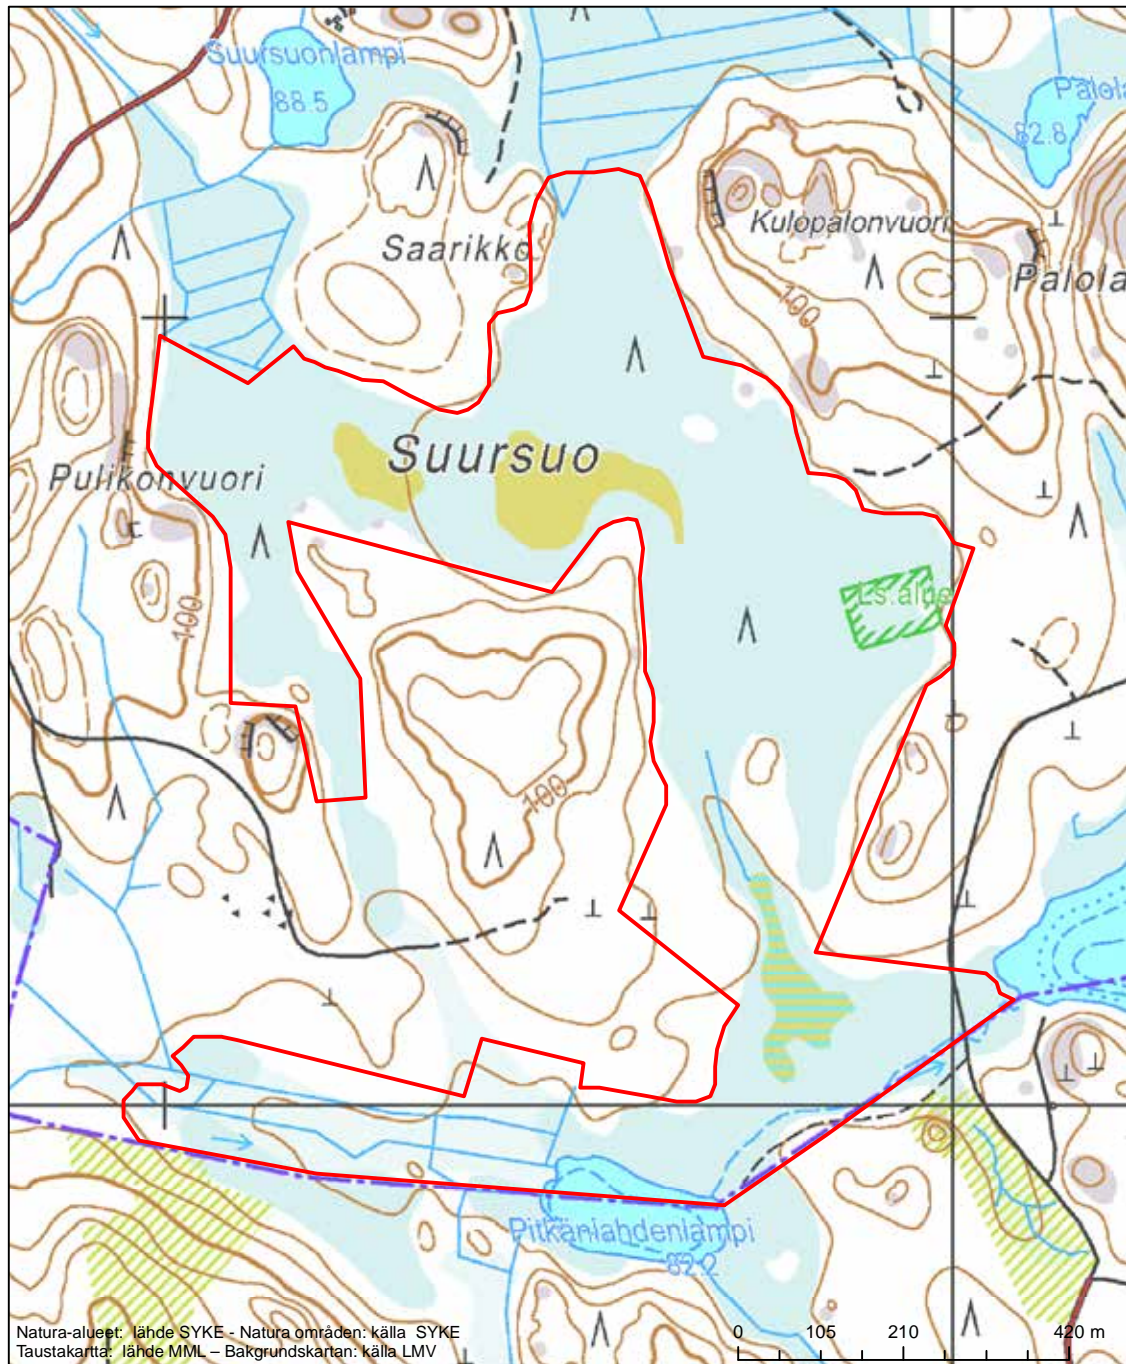 Suursuonlampi
88.5
Palola
82.8
Kulopalonvuori
Saarikko
Palola
100
Suursuo
Pulikonvuori
Ls.alue
100
100
Pitkänlahdenlampi
82.2
Natura-alueet: lähde SYKE - Natura områden: källa SYKE
Taustakartta: lähde MML – Bakgrundskartan: källa LMV
0 105 210 420 m